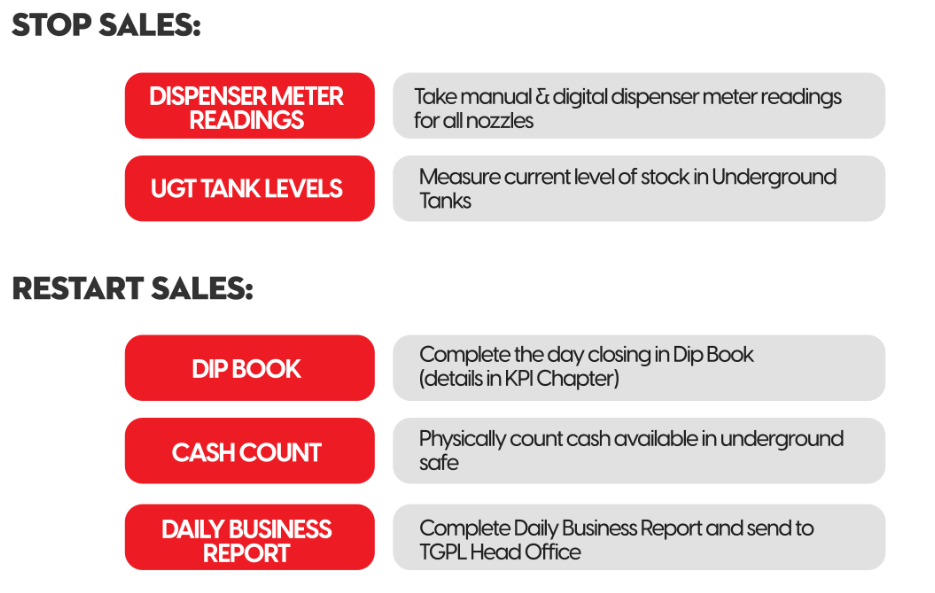 STOP SALES:
DISPENSER METER
READINGS
Take manual & digital dispenser meter readings
for all nozzles
UGT TANK LEVELS
Measure current level of stock in Underground
Tanks
RESTART SALES:
DIP BOOK
Complete the day closing in Dip Book
(details in KPI Chapter)
CASH COUNT
Physically count cash available in underground
safe
DAILY BUSINESS
REPORT
Complete Daily Business Report and send to
TGPL Head Office